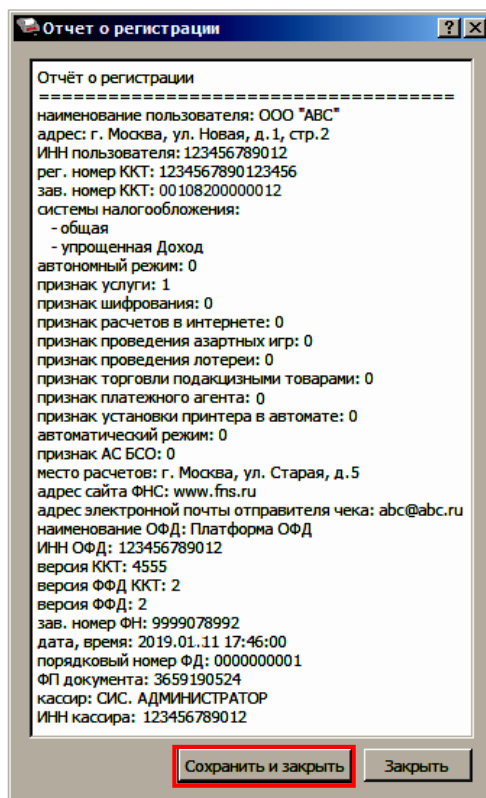 Отчет о регистрации
Отчёт о регистрации
=====================================
наименование пользователя: ООО "АВС"
адрес: г. Москва, ул. Новая, д.1, стр.2
ИНН пользователя: 123456789012
рег. номер ККТ: 1234567890123456
зав. номер ККТ: 00108200000012
системы налогообложения:
- общая
- упрощенная Доход
автономный режим: 0
признак услуги: 1
признак шифрования: 0
признак расчетов в интернете: 0
признак проведения азартных игр: 0
признак проведения лотереи: 0
признак торговли подакцизными товарами: 0
признак платежного агента: 0
признак установки принтера в автомате: 0
автоматический режим: 0
признак АС БСО: 0
место расчетов: г. Москва, ул. Старая, д.5
адрес сайта ФНС: www.fns.ru
адрес электронной почты отправителя чека: abc@abc.ru
наименование ОФД: Платформа ОФД
ИНН ОФД: 123456789012
версия ККТ: 4555
версия ФФД ККТ: 2
версия ФФД: 2
зав. номер ФН: 9999078992
дата, время: 2019.01..11 17:46:00
порядковый номер ФД: 0000000001
ФП документа: 3659190524
кассир: СИС. АДМИНИСТРАТОР
ИНН кассира: 123456789012
Сохранить и закрыть Закрыть